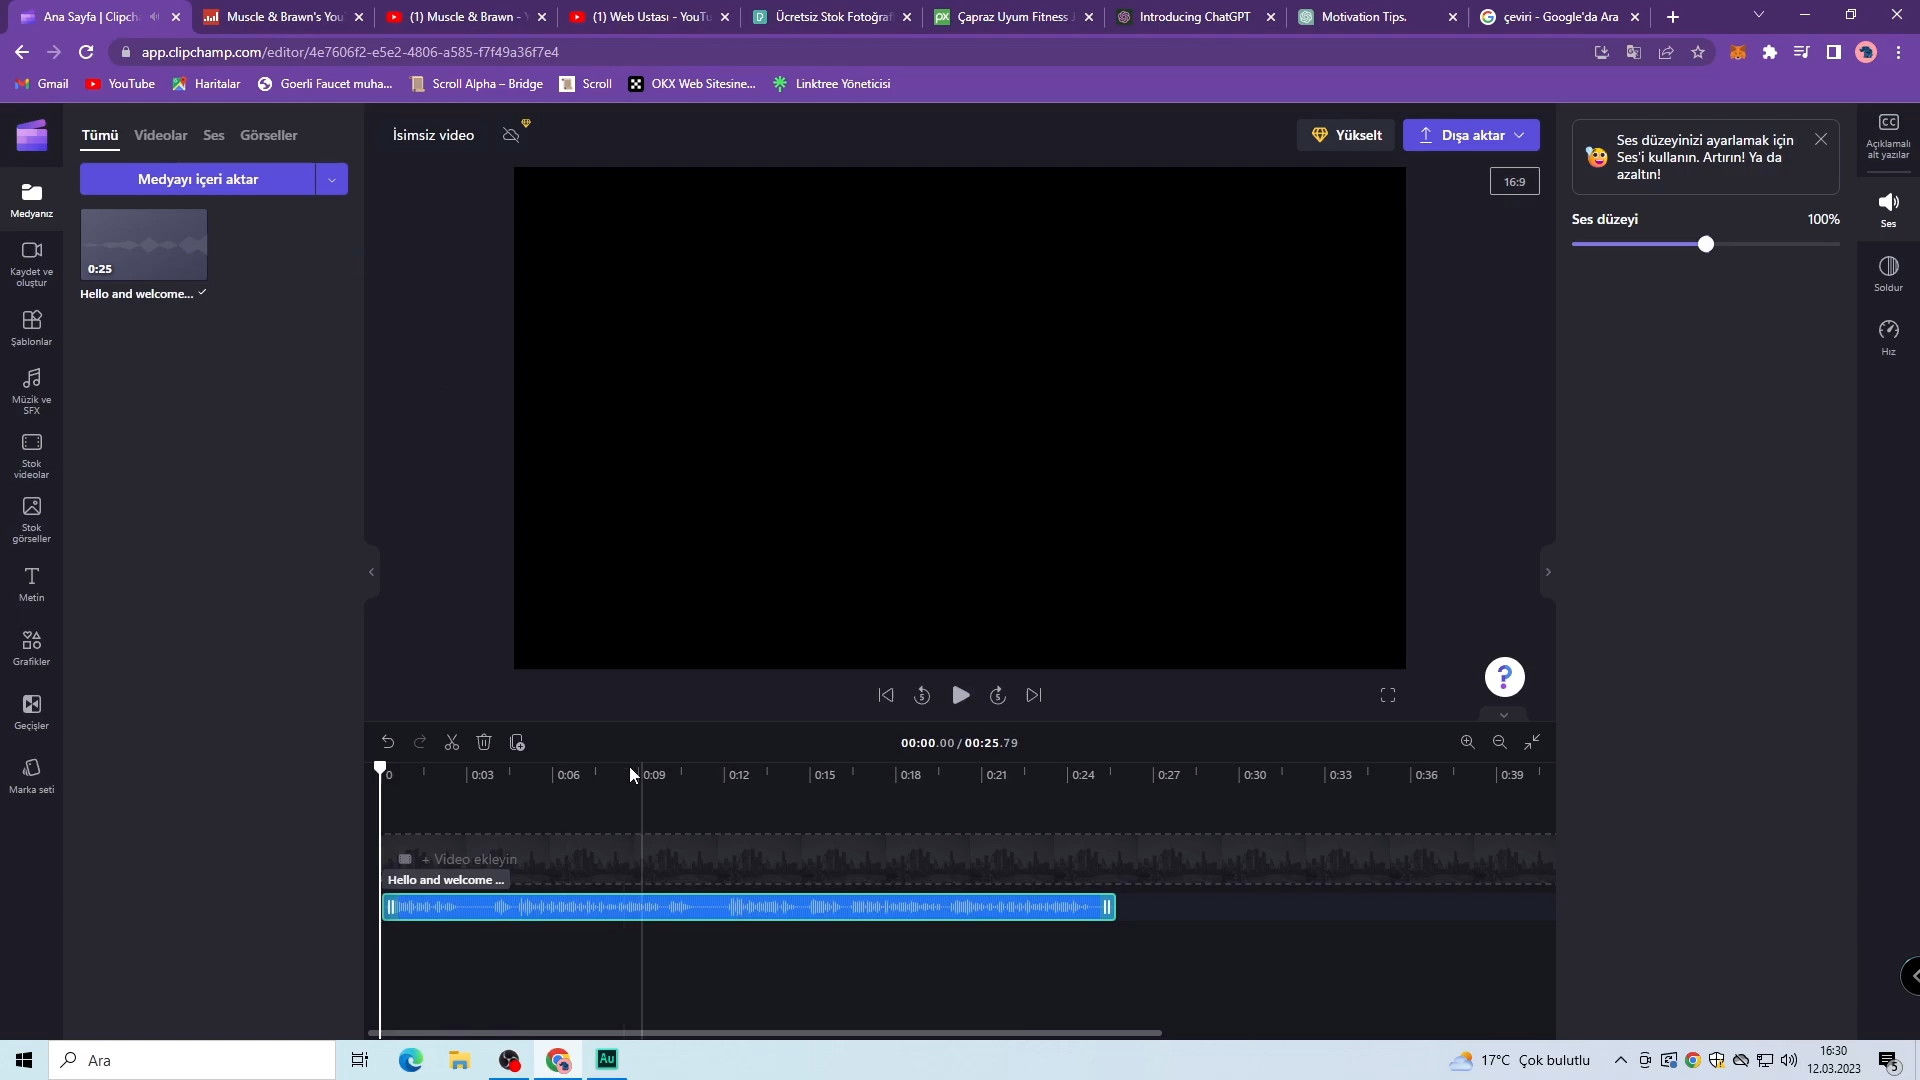 Ana Sayfa | Clipch
Muscle & Brawn's You
(1) Muscle & Brawn -
(1) Web Ustası - YouTu
Ücretsiz Stok Fotoğraf
Çapraz Uyum Fitness
Introducing ChatGPT
Motivation Tips.
çeviri - Google'da Ara
app.clipchamp.com/editor/4e7606f2-e5e2-4806-a585-f7f49a36f7e4
Gmail
YouTube
Haritalar
Goerli Faucet muha...
Scroll Alpha – Bridge
Scroll
OKX Web Sitesine...
Linktree Yöneticisi
Medyanız
Kaydet ve
oluştur
Şablonlar
Müzik ve
SFX
Stok
videolar
Stok
görseller
Metin
Grafikler
Geçişler
Marka seti
Tümü Videolar Ses Görseller
Medyayı içeri aktar
0:25
Hello and welcome...
İsimsiz video
Yükselt
Dışa aktar
16:9
?
00:00.00 / 00:25.79
0 0:03 0:06 0:09 0:12 0:15 0:18 0:21 0:24 0:27 0:30 0:33 0:36 0:39
+ Video ekleyin
Hello and welcome ...
Ses düzeyinizi ayarlamak için
Ses'i kullanın. Artırın! Ya da
azaltın!
Ses düzeyi 100%
CC
Açıklamalı
alt yazılar
Ses
Soldur
Hız
Ara
Au
17°C Çok bulutlu
16:30
12.03.2023
5